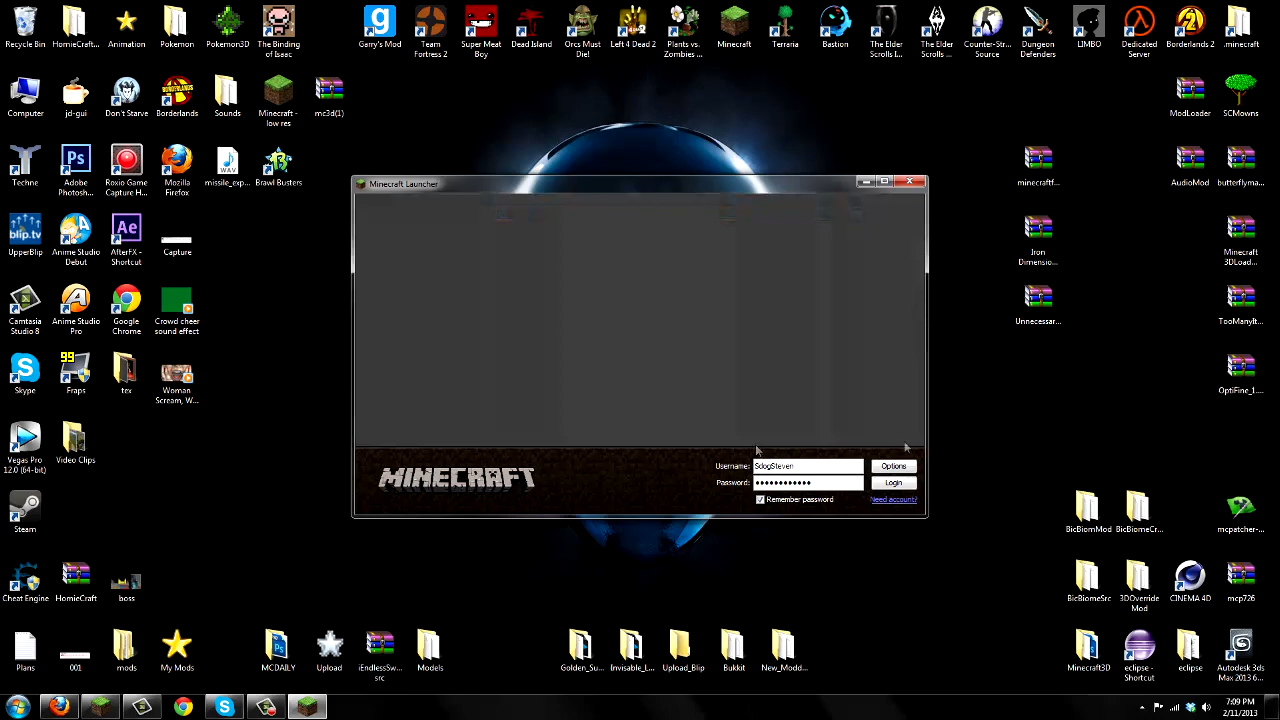 Recycle Bin
HomieCraf...
Animation
Pokemon
Pokemon3D
The Binding of Isaac
Garry's Mod
Team Fortress 2
Super Meat Boy
Dead Island
Orcs Must Die!
Left 4 Dead 2
Plants vs. Zombies ...
Minecraft
Terraria
Bastion
The Elder Scrolls I...
The Elder Scrolls ...
Counter-Str... Source
Dungeon Defenders
LIMBO
Dedicated Server
Borderlands 2
.minecraft
Computer
jd-gui
Don't Starve
Borderlands
Sounds
Minecraft - low res
mc3d(1)
ModLoader
SCMowns
Techne
Adobe Photosh...
Roxio Game Capture H...
Mozilla Firefox
missile_exp...
Brawl Busters
minecraftf...
AudioMod
butterflyma...
Minecraft Launcher
UpperBlip
Anime Studio Debut
AfterFX - Shortcut
Capture
Iron Dimensio...
Minecraft 3DLoad...
Camtasia Studio 8
Anime Studio Pro
Google Chrome
Crowd cheer sound effect
Unnecessar...
TooManyIt...
99
Skype
Fraps
tex
Woman Scream, W...
OptiFine_1....
Vegas Pro 12.0 (64-bit)
Video Clips
MINECRAFT
Username: SdogSteven Options
Password: •••••••••••• Login
Remember password Need account?
Steam
BicBiomMod
BicBiomeCr...
mcpatcher-...
Cheat Engine
HomieCraft
boss
BicBiomeSrc
3DOverride Mod
CINEMA 4D
mcp726
Plans
001
mods
My Mods
MCDAILY
Upload
iEndlessSw... src
Models
Golden_Su...
Invisable_L...
Upload_Blip
Bukkit
New_Modd...
Minecraft3D
eclipse - Shortcut
eclipse
Autodesk 3ds Max 2013 6...
7:09 PM
2/11/2013